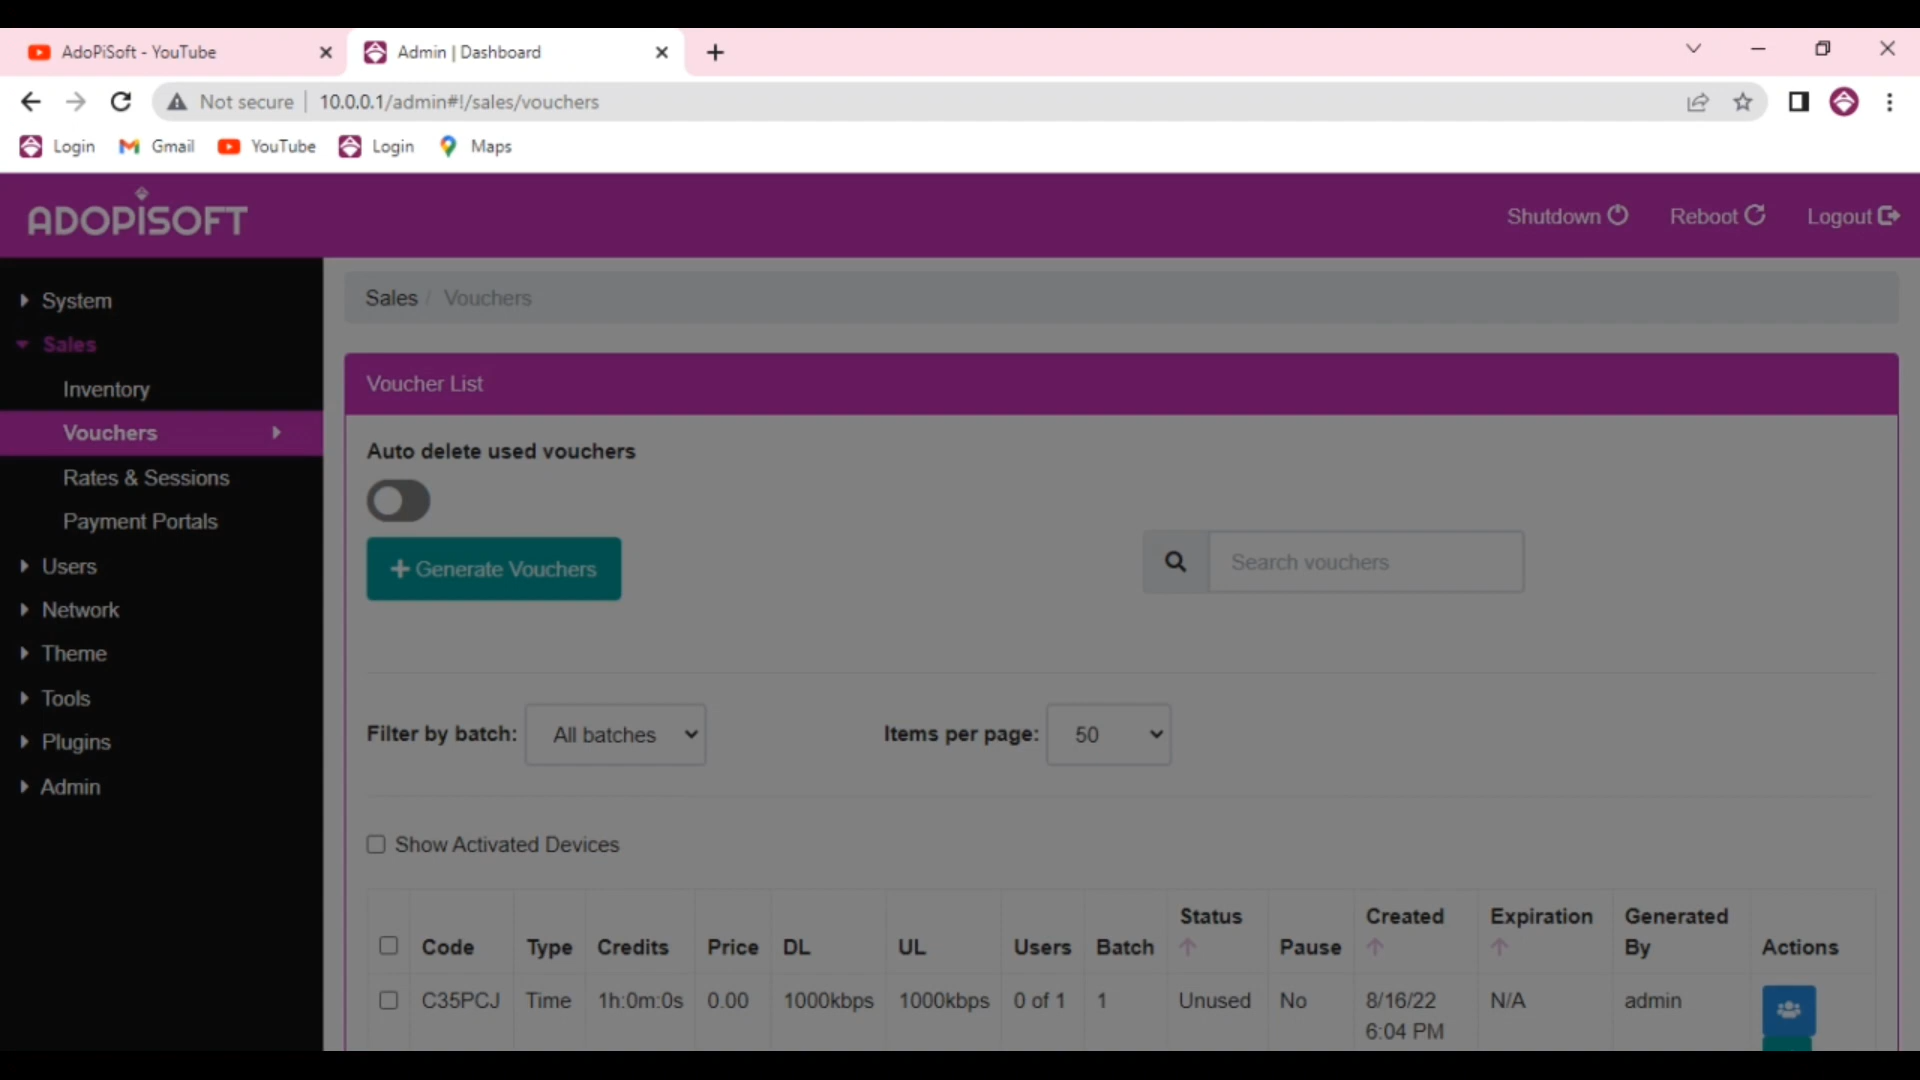 AdoPiSoft - YouTube
Admin | Dashboard
Not secure
10.0.0.1/admin#!/sales/vouchers
Login
Gmail
YouTube
Login
Maps
ADOPISOFT
Shutdown
Reboot
Logout
System
Sales
Inventory
Vouchers
Rates & Sessions
Payment Portals
Users
Network
Theme
Tools
Plugins
Admin
Sales / Vouchers
Voucher List
Auto delete used vouchers
Generate Vouchers
Search vouchers
Filter by batch: All batches
Items per page: 50
Show Activated Devices
Code Type Credits Price DL UL Users Batch Status Pause Created Expiration Generated By Actions
C35PCJ Time 1h:0m:0s 0.00 1000kbps 1000kbps 0 of 1 1 Unused No 8/16/22 6:04 PM N/A admin